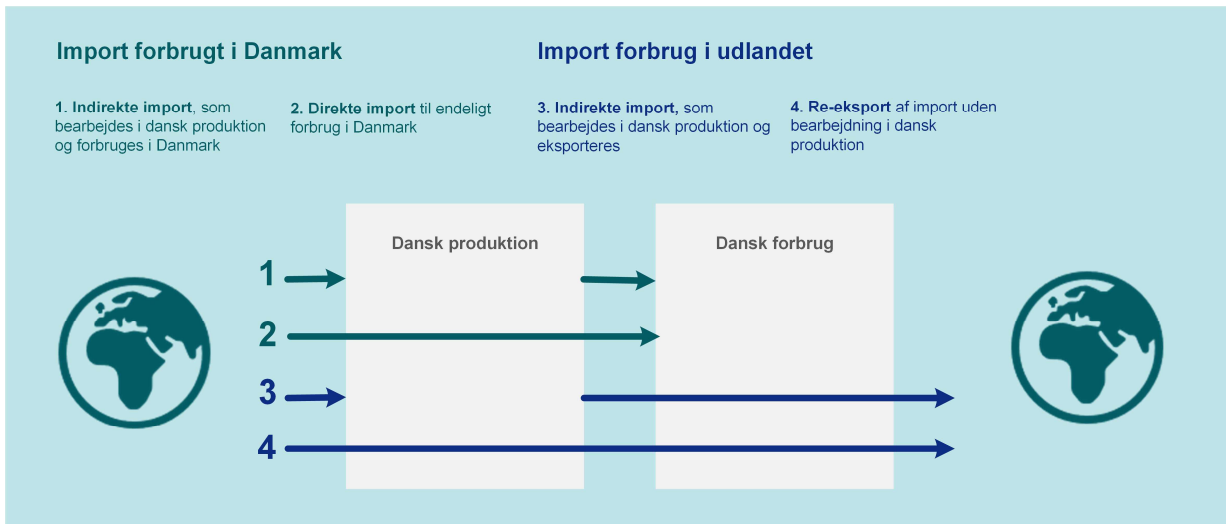 Import forbrugt i Danmark
Import forbrug i udlandet
1. Indirekte import, som
bearbejdes i dansk produktion
og forbruges i Danmark
2. Direkte import til endeligt
forbrug i Danmark
3. Indirekte import, som
bearbejdes i dansk produktion og
eksporteres
4. Re-eksport af import uden
bearbejdning i dansk
produktion
Dansk produktion
Dansk forbrug
1
2
3
4